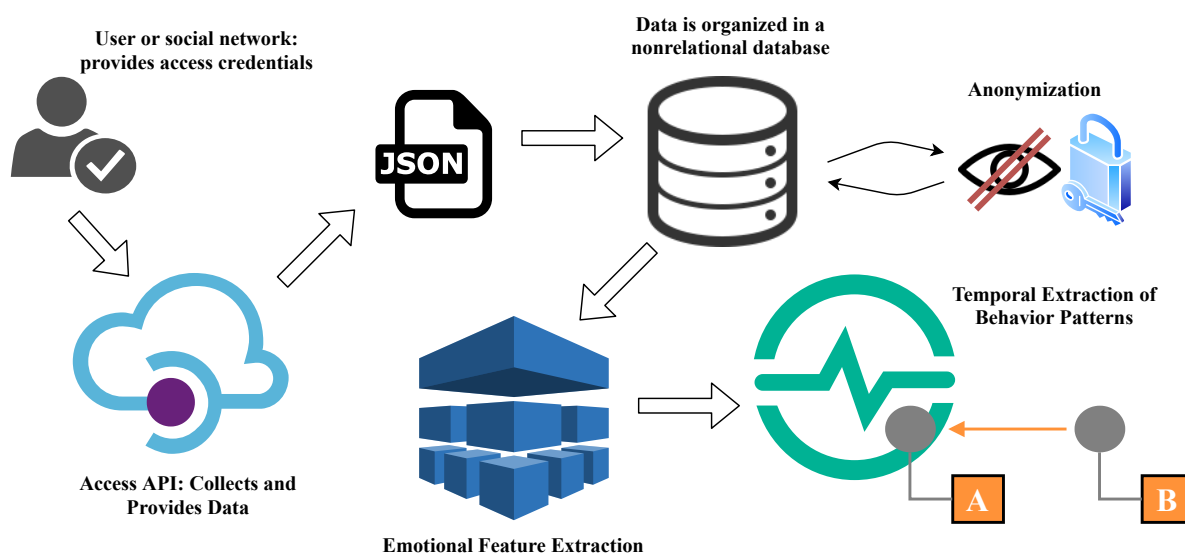 User or social network:
provides access credentials
JSON
Data is organized in a
nonrelational database
Anonymization
Access API: Collects and
Provides Data
Emotional Feature Extraction
Temporal Extraction of
Behavior Patterns
A
B